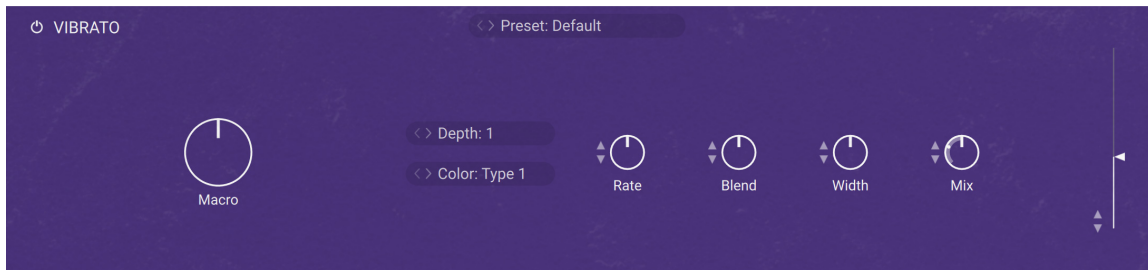 VIBRATO
Preset: Default
Depth: 1
Color: Type 1
Macro
Rate
Blend
Width
Mix